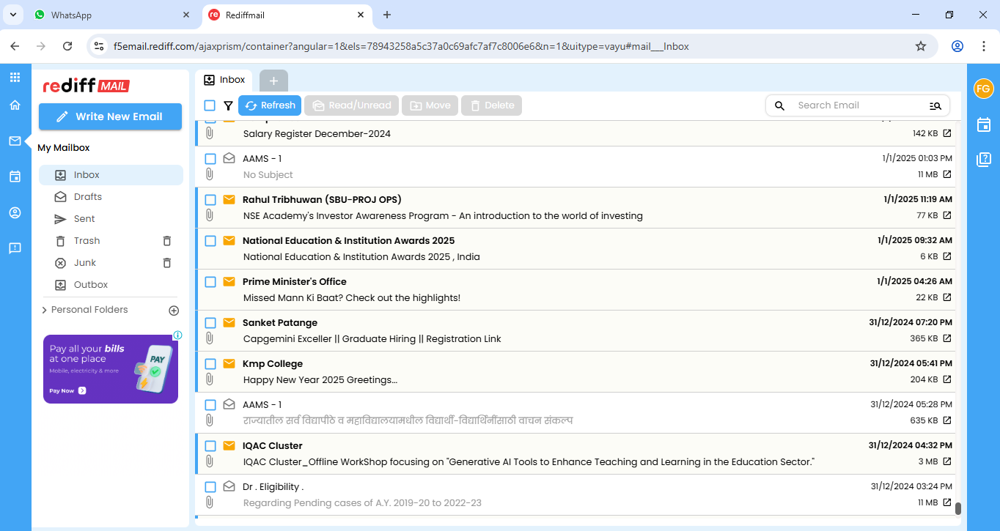 WhatsApp
Rediffmail
f5email.rediff.com/ajaxprism/container?angular=1&els=78943258a5c37a0c69afc7af7c8006e6&n=1&uitype=vayu#mail___Inbox
rediff MAIL
Write New Email
My Mailbox
Inbox
Drafts
Sent
Trash
Junk
Outbox
Personal Folders
Pay all your bills
at one place
Mobile, electricity & more
Pay Now
PAY
Inbox
Refresh
Read/Unread
Move
Delete
Search Email
FG
Salary Register December-2024
142 KB
AAMS - 1
1/1/2025 01:03 PM
No Subject
11 MB
Rahul Tribhuwan (SBU-PROJ OPS)
1/1/2025 11:19 AM
NSE Academy's Investor Awareness Program - An introduction to the world of investing
77 KB
National Education & Institution Awards 2025
1/1/2025 09:32 AM
National Education & Institution Awards 2025 , India
6 KB
Prime Minister's Office
1/1/2025 04:26 AM
Missed Mann Ki Baat? Check out the highlights!
22 KB
Sanket Patange
31/12/2024 07:20 PM
Capgemini Exceller || Graduate Hiring || Registration Link
365 KB
Kmp College
31/12/2024 05:41 PM
Happy New Year 2025 Greetings...
204 KB
AAMS - 1
31/12/2024 05:28 PM
राज्यातील सर्व विद्यापीठे व महाविद्यालयामधील विद्यार्थी-विद्यार्थिनींसाठी वाचन संकल्प
635 KB
IQAC Cluster
31/12/2024 04:32 PM
IQAC Cluster_Offline WorkShop focusing on "Generative AI Tools to Enhance Teaching and Learning in the Education Sector."
3 MB
Dr . Eligibility .
31/12/2024 03:24 PM
Regarding Pending cases of A.Y. 2019-20 to 2022-23
11 MB